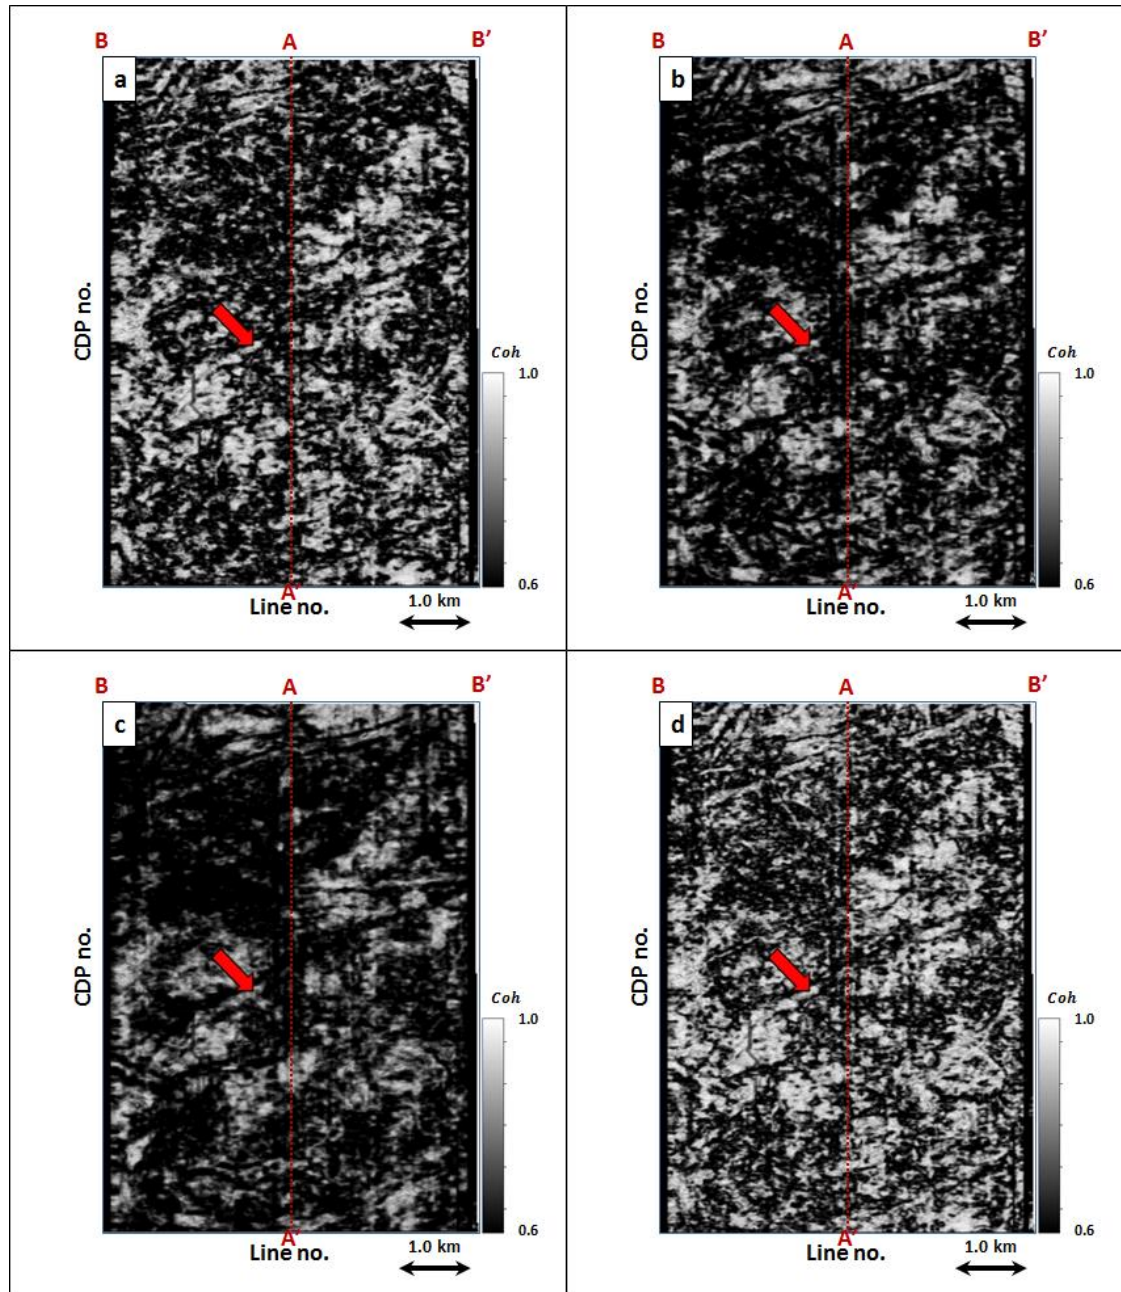 B A B’ B A B’
a b
CDP no. CDP no.
Coh Coh
1.0 1.0
0.6 0.6
A’ A’
Line no. 1.0 km Line no. 1.0 km
B A B’ B A B’
c d
CDP no. CDP no.
Coh Coh
1.0 1.0
0.6 0.6
A’ A’
Line no. 1.0 km Line no. 1.0 km